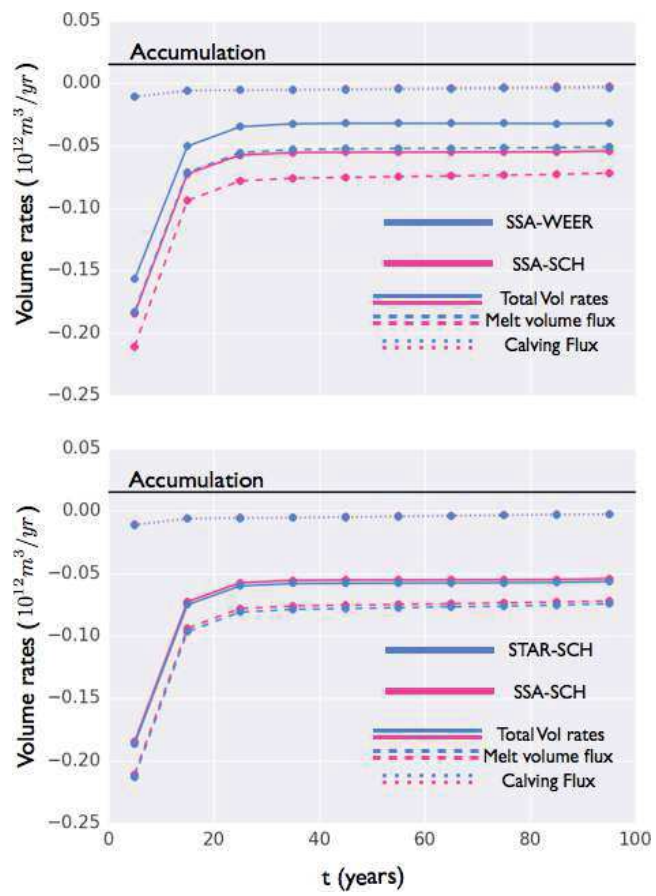 0.05
Accumulation
0.00
−0.05
−0.10
−0.15
−0.20
−0.25
Volume rates ( 10¹² m³/yr)
SSA-WEER
SSA-SCH
Total Vol rates
Melt volume flux
Calving Flux
0.05
Accumulation
0.00
−0.05
−0.10
−0.15
−0.20
−0.25
Volume rates ( 10¹² m³/yr)
STAR-SCH
SSA-SCH
Total Vol rates
Melt volume flux
Calving Flux
0 20 40 60 80 100
t (years)